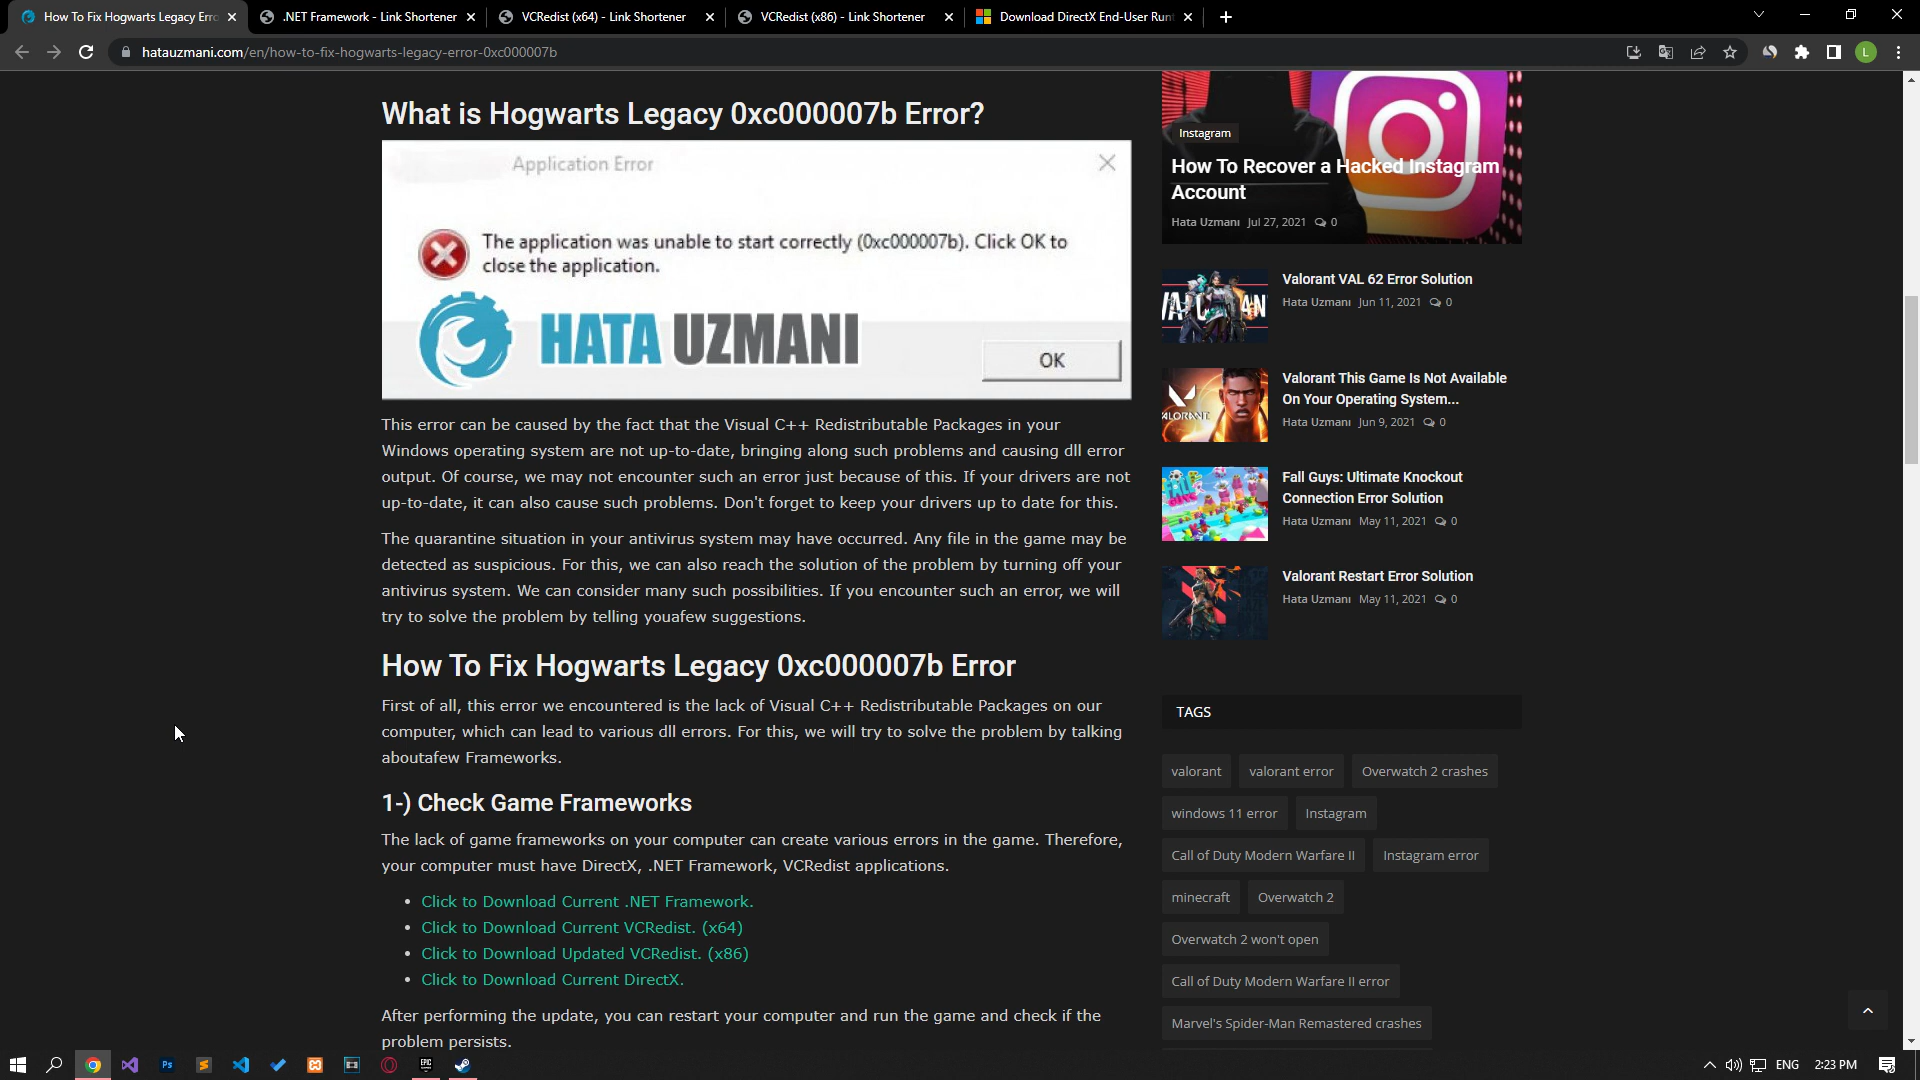 How To Fix Hogwarts Legacy Erro
.NET Framework - Link Shortener
VCRedist (x64) - Link Shortener
VCRedist (x86) - Link Shortener
Download DirectX End-User Runt
hatauzmani.com/en/how-to-fix-hogwarts-legacy-error-0xc000007b
L
What is Hogwarts Legacy 0xc000007b Error?
Application Error
The application was unable to start correctly (0xc000007b). Click OK to
close the application.
HATA UZMANI
OK
This error can be caused by the fact that the Visual C++ Redistributable Packages in your
Windows operating system are not up-to-date, bringing along such problems and causing dll error
output. Of course, we may not encounter such an error just because of this. If your drivers are not
up-to-date, it can also cause such problems. Don't forget to keep your drivers up to date for this.
The quarantine situation in your antivirus system may have occurred. Any file in the game may be
detected as suspicious. For this, we can also reach the solution of the problem by turning off your
antivirus system. We can consider many such possibilities. If you encounter such an error, we will
try to solve the problem by telling youafew suggestions.
How To Fix Hogwarts Legacy 0xc000007b Error
First of all, this error we encountered is the lack of Visual C++ Redistributable Packages on our
computer, which can lead to various dll errors. For this, we will try to solve the problem by talking
aboutafew Frameworks.
1-) Check Game Frameworks
The lack of game frameworks on your computer can create various errors in the game. Therefore,
your computer must have DirectX, .NET Framework, VCRedist applications.
• Click to Download Current .NET Framework.
• Click to Download Current VCRedist. (x64)
• Click to Download Updated VCRedist. (x86)
• Click to Download Current DirectX.
After performing the update, you can restart your computer and run the game and check if the
problem persists.
Instagram
How To Recover a Hacked Instagram
Account
Hata Uzmanı Jul 27, 2021 0
VALORANT
Valorant VAL 62 Error Solution
Hata Uzmanı Jun 11, 2021 0
VALORANT
Valorant This Game Is Not Available
On Your Operating System...
Hata Uzmanı Jun 9, 2021 0
Fall Guys: Ultimate Knockout
Connection Error Solution
Hata Uzmanı May 11, 2021 0
Valorant Restart Error Solution
Hata Uzmanı May 11, 2021 0
TAGS
valorant
valorant error
Overwatch 2 crashes
windows 11 error
Instagram
Call of Duty Modern Warfare II
Instagram error
minecraft
Overwatch 2
Overwatch 2 won't open
Call of Duty Modern Warfare II error
Marvel's Spider-Man Remastered crashes
Ps
EPIC
ENG
2:23 PM